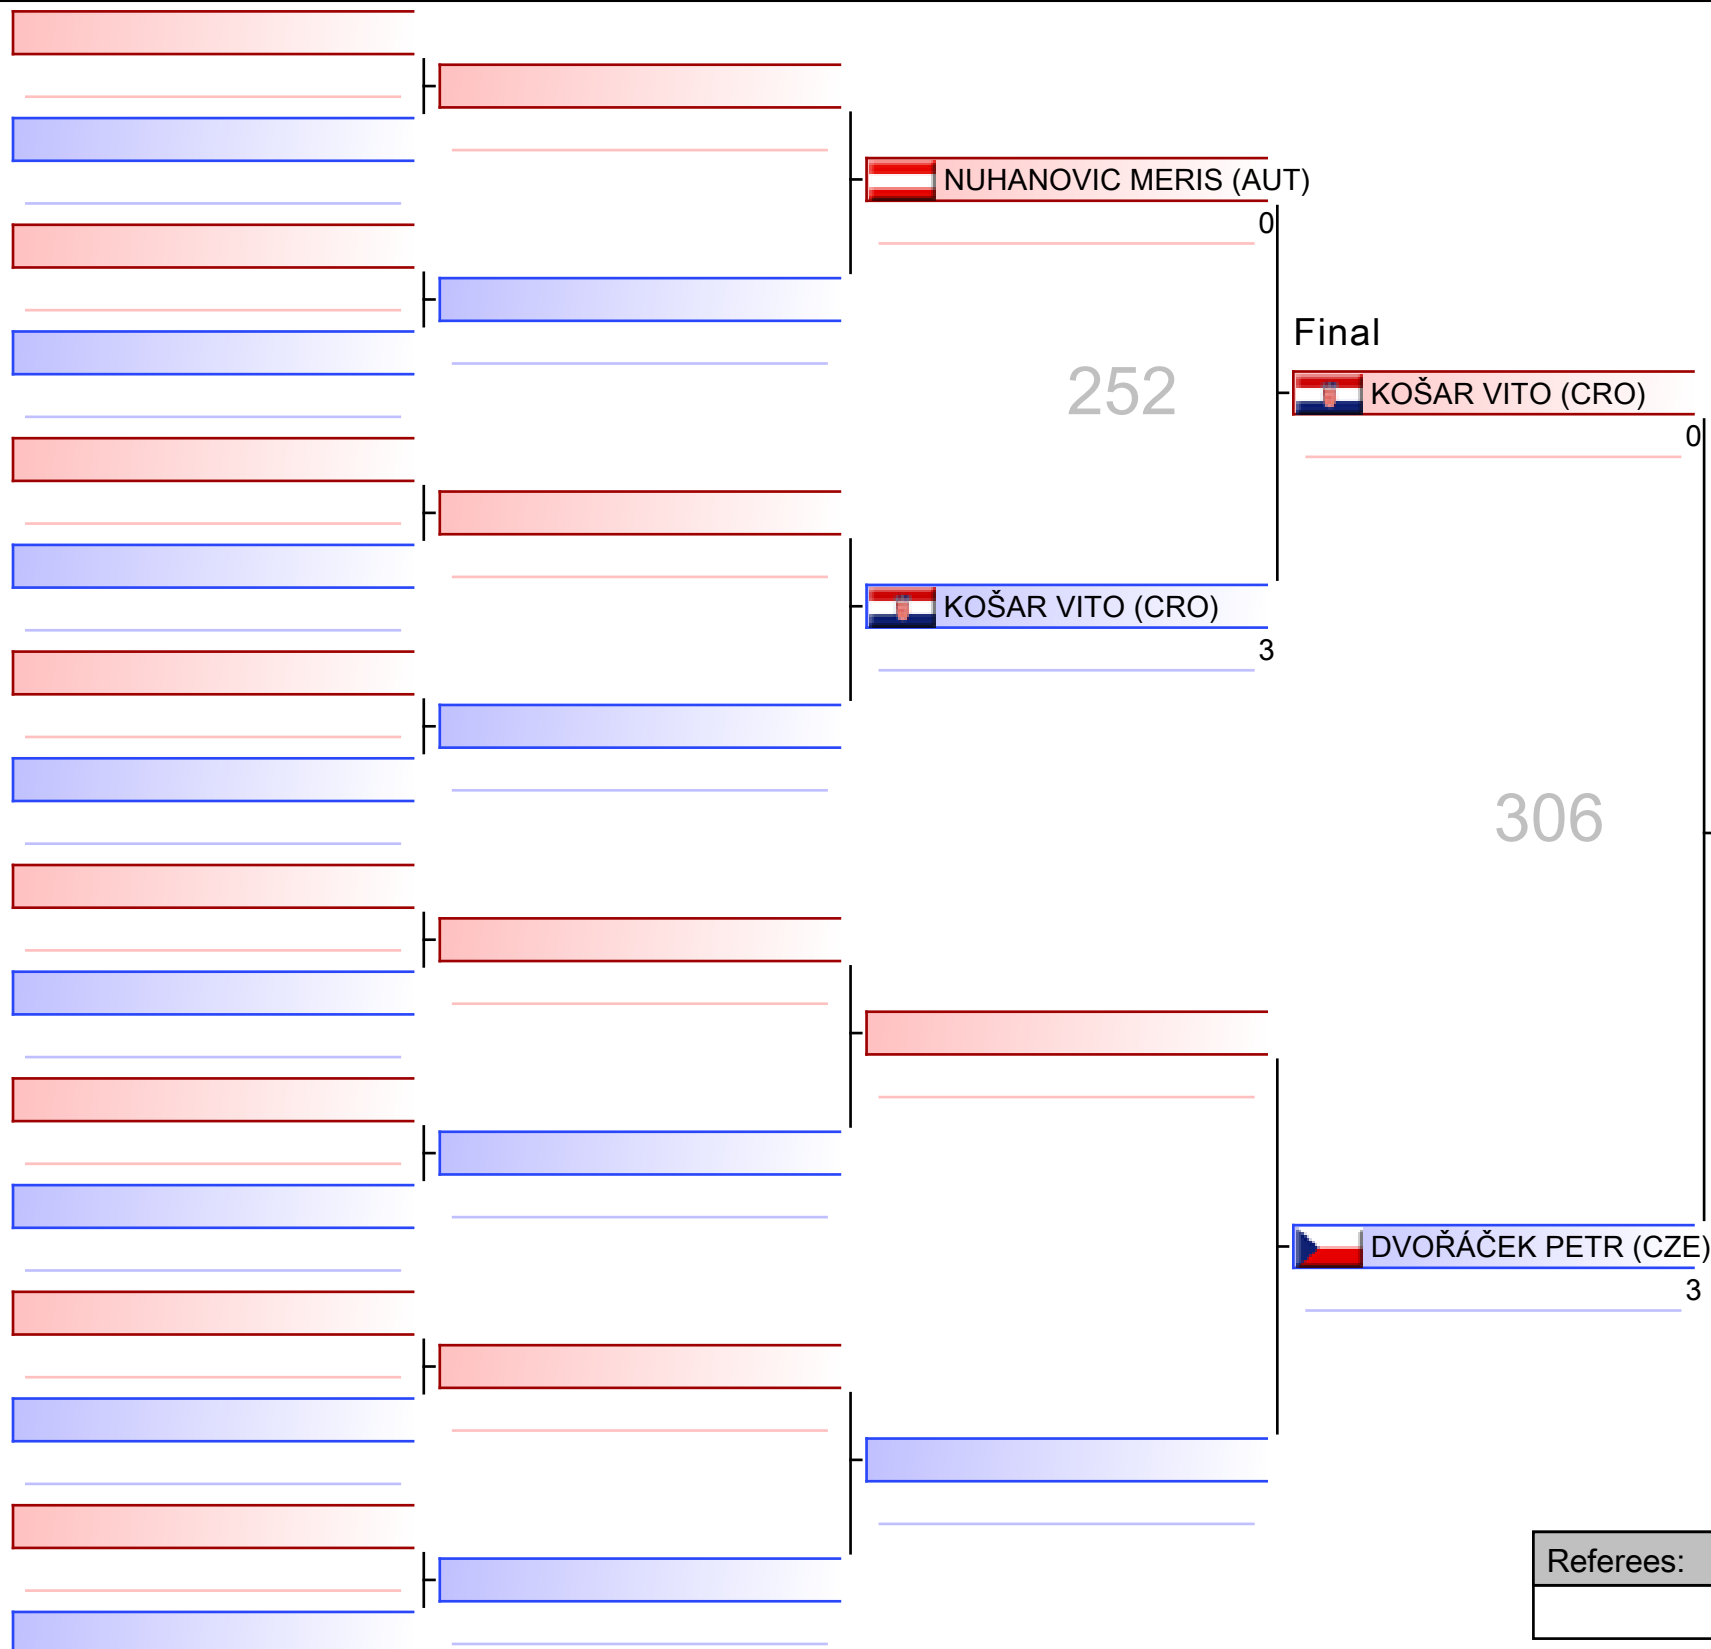 NUHANOVIC MERIS (AUT)
0
Final
252
KOŠAR VITO (CRO)
0
KOŠAR VITO (CRO)
3
306
DVOŘÁČEK PETR (CZE)
3
Referees: